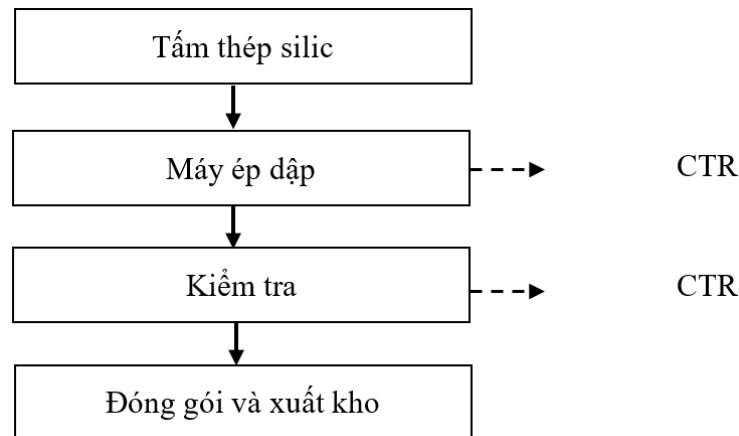 Tấm thép silic
Máy ép dập
CTR
Kiểm tra
CTR
Đóng gói và xuất kho